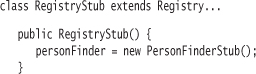 class RegistryStub extends Registry...
public RegistryStub() {
personFinder = new PersonFinderStub();
}